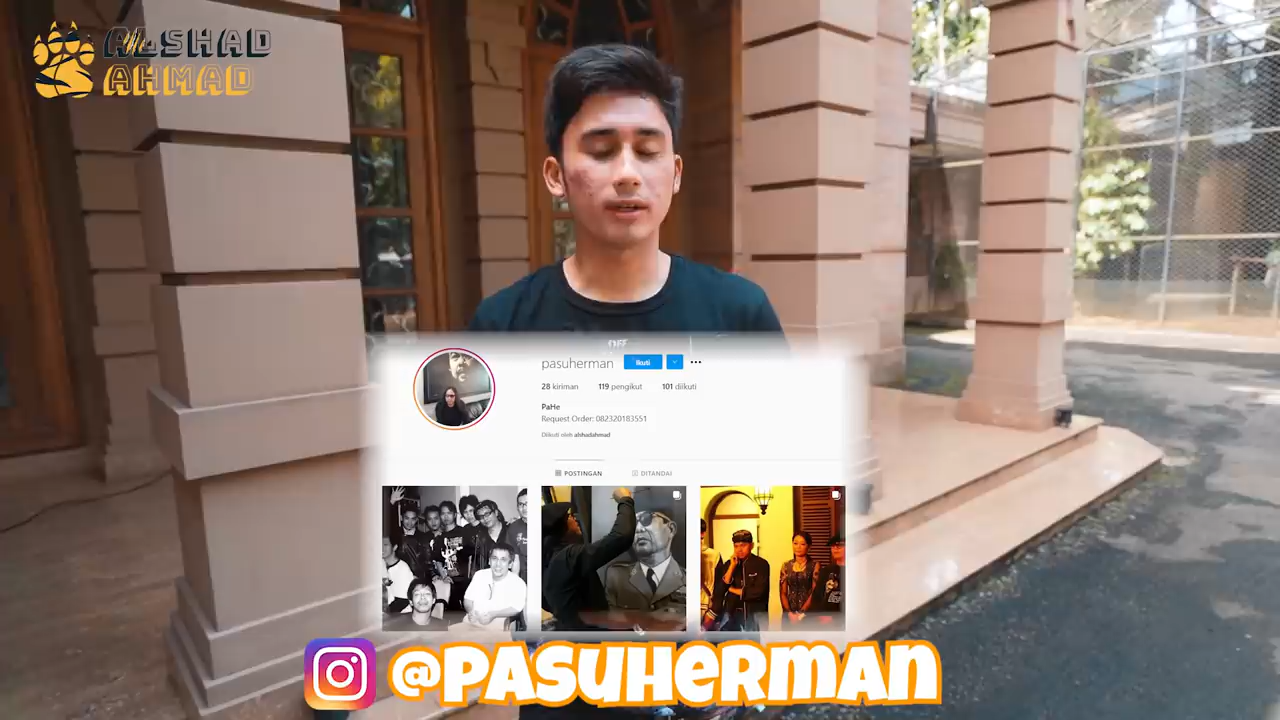 ALSHAD
AHMAD
pasuherman Ikuti
28 kiriman 119 pengikut 101 diikuti
PaHe
Request Order: 082320183551
Diikuti oleh alshadahmad
POSTINGAN DITANDAI
@PASUHERMAN